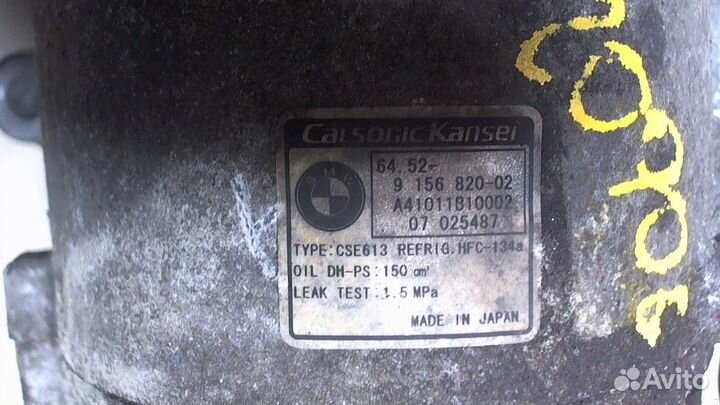 Calsonic Kansei
BMW
64.52-
9 156 820-02
A41011B10002
07 025487
TYPE:CSE613 REFRIG.HFC-134a
OIL DH-PS:150 cm³
LEAK TEST:1.5 MPa
MADE IN JAPAN
Avito